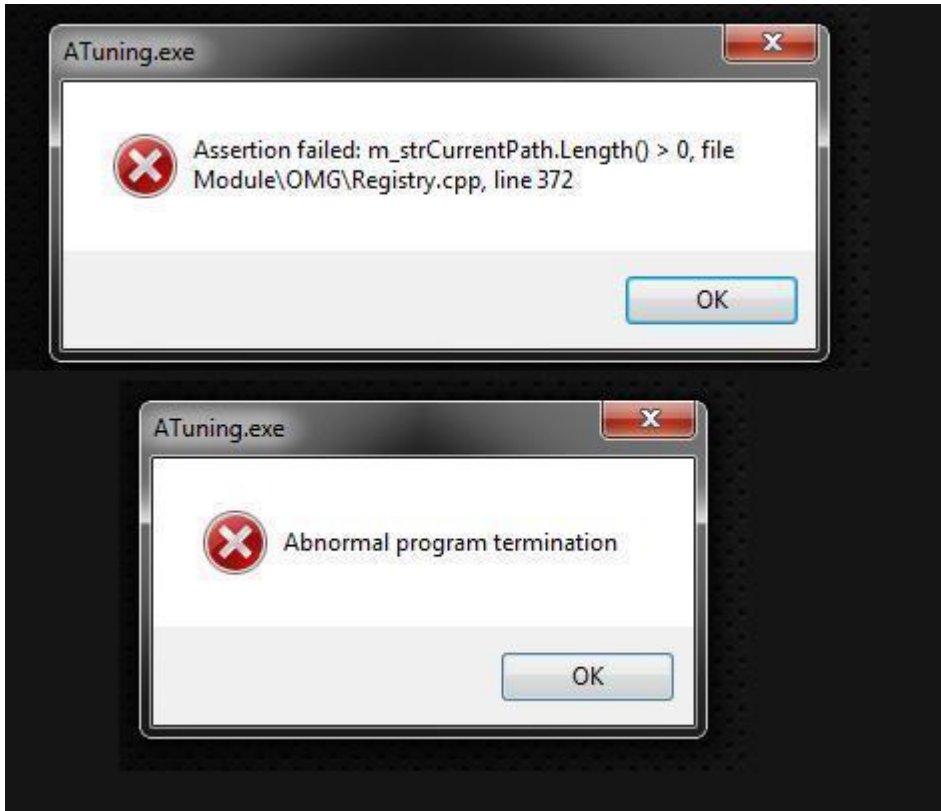 ATuning.exe
Assertion failed: m_strCurrentPath.Length() > 0, file
Module\OMG\Registry.cpp, line 372
OK
ATuning.exe
Abnormal program termination
OK